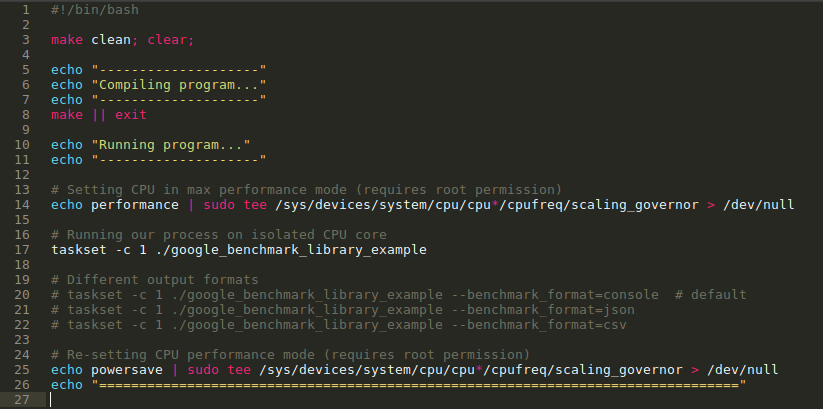 1 #!/bin/bash
2
3 make clean; clear;
4
5 echo "--------------------"
6 echo "Compiling program..."
7 echo "--------------------"
8 make || exit
9
10 echo "Running program..."
11 echo "--------------------"
12
13 # Setting CPU in max performance mode (requires root permission)
14 echo performance | sudo tee /sys/devices/system/cpu/cpu*/cpufreq/scaling_governor > /dev/null
15
16 # Running our process on isolated CPU core
17 taskset -c 1 ./google_benchmark_library_example
18
19 # Different output formats
20 # taskset -c 1 ./google_benchmark_library_example --benchmark_format=console  # default
21 # taskset -c 1 ./google_benchmark_library_example --benchmark_format=json
22 # taskset -c 1 ./google_benchmark_library_example --benchmark_format=csv
23
24 # Re-setting CPU performance mode (requires root permission)
25 echo powersave | sudo tee /sys/devices/system/cpu/cpu*/cpufreq/scaling_governor > /dev/null
26 echo "================================================================================"
27